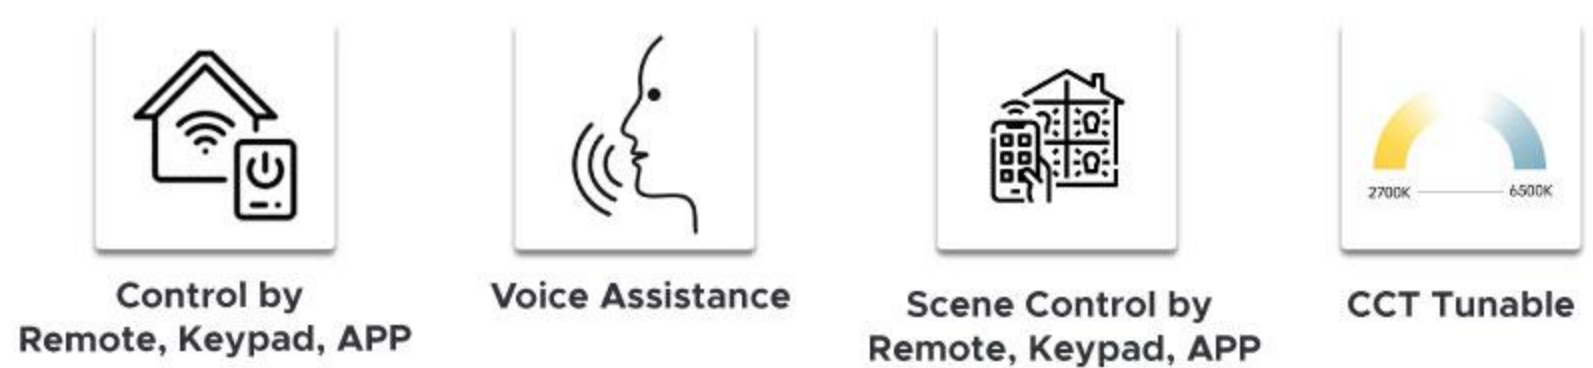 Control by
Remote, Keypad, APP
Voice Assistance
Scene Control by
Remote, Keypad, APP
2700K
6500K
CCT Tunable